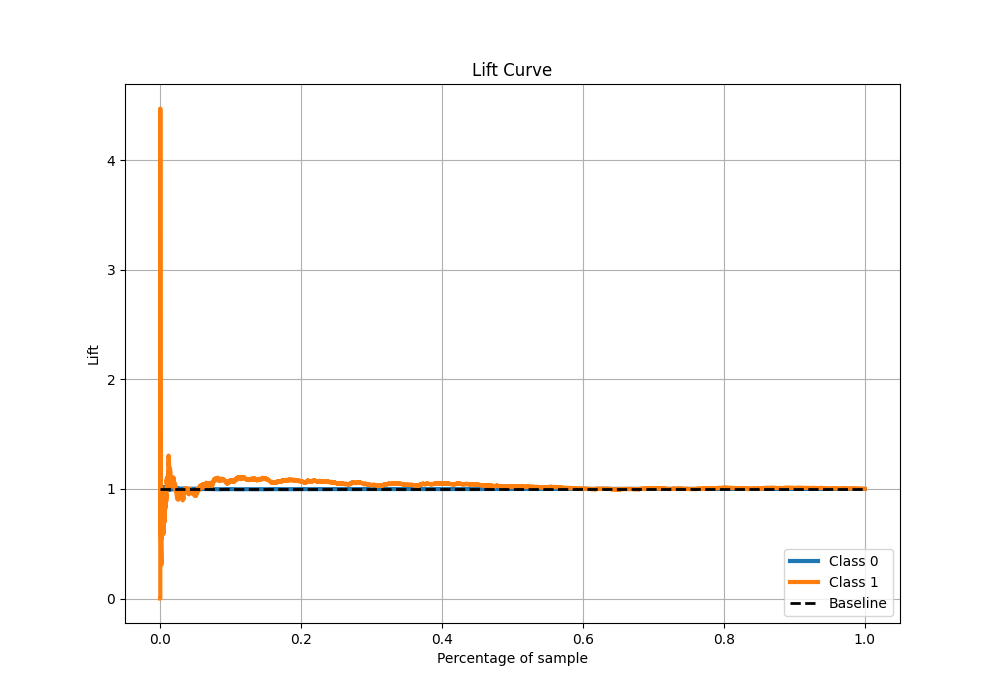 Lift Curve
Lift
4
3
2
1
0
0.0 0.2 0.4 0.6 0.8 1.0
Percentage of sample
Class 0
Class 1
Baseline